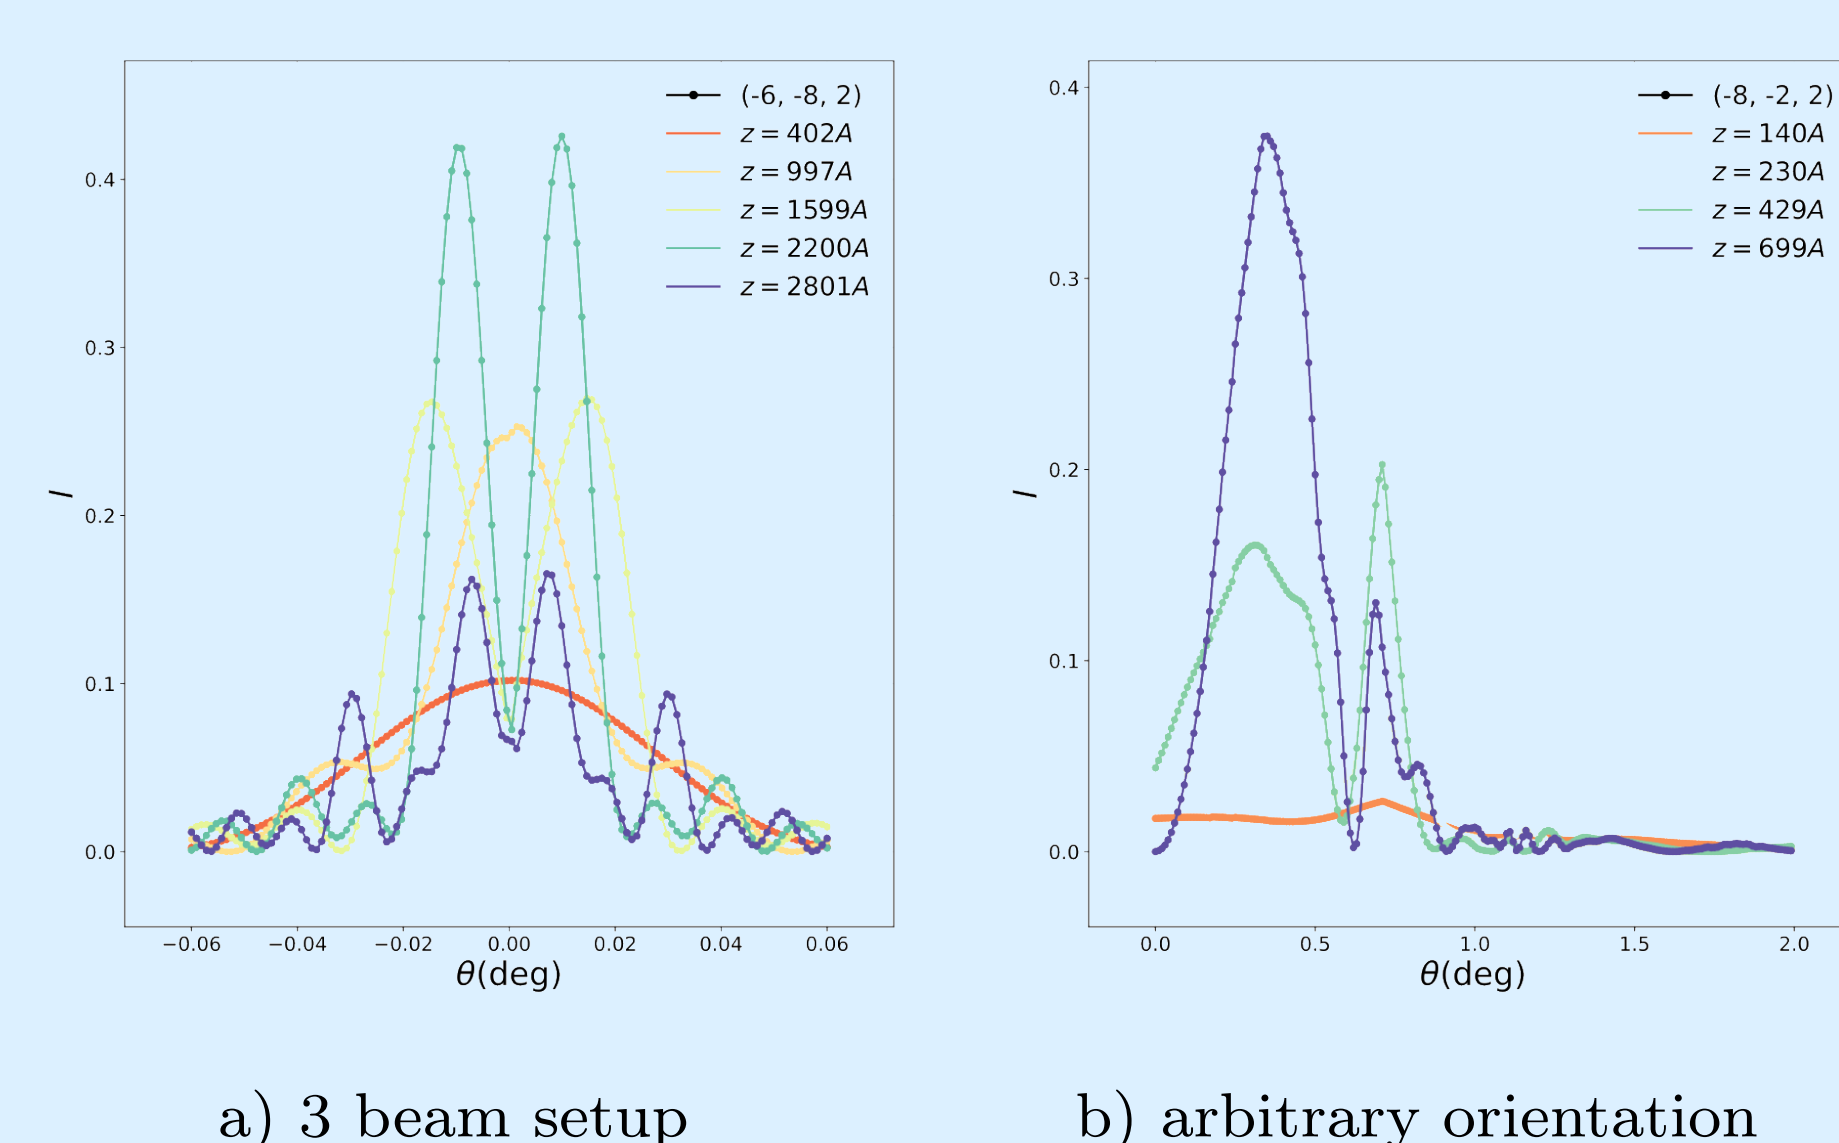 (-6, -8, 2)
z = 402A
z = 997A
z = 1599A
z = 2200A
z = 2801A
0.4
0.3
0.2
0.1
0.0
I
−0.06 −0.04 −0.02 0.00 0.02 0.04 0.06
θ(deg)
a) 3 beam setup
(-8, -2, 2)
z = 140A
z = 230A
z = 429A
z = 699A
0.4
0.3
0.2
0.1
0.0
I
0.0 0.5 1.0 1.5 2.0
θ(deg)
b) arbitrary orientation